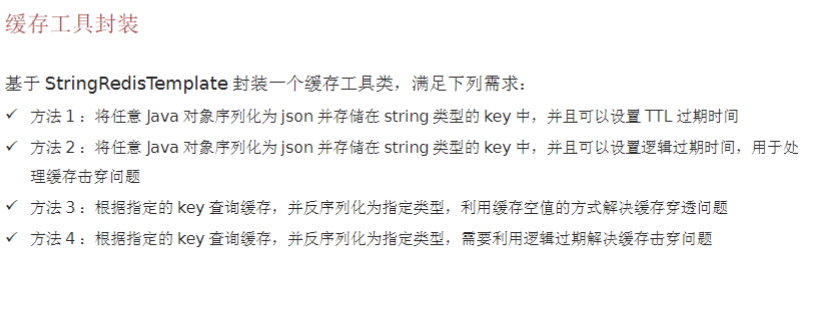 缓存工具封装
基于 StringRedisTemplate 封装一个缓存工具类，满足下列需求：
✓ 方法 1：将任意 Java 对象序列化为 json 并存储在 string 类型的 key 中，并且可以设置 TTL 过期时间
✓ 方法 2：将任意 Java 对象序列化为 json 并存储在 string 类型的 key 中，并且可以设置逻辑过期时间，用于处
理缓存击穿问题
✓ 方法 3：根据指定的 key 查询缓存，并反序列化为指定类型，利用缓存空值的方式解决缓存穿透问题
✓ 方法 4：根据指定的 key 查询缓存，并反序列化为指定类型，需要利用逻辑过期解决缓存击穿问题